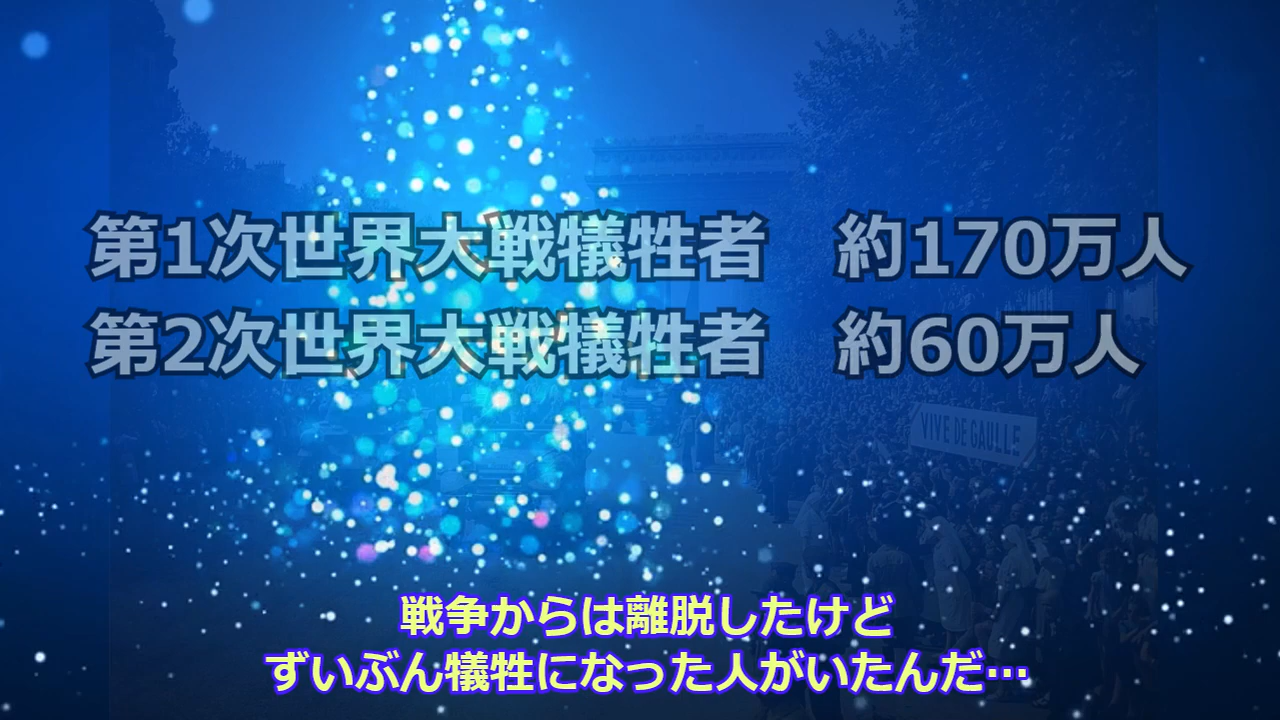 第1次世界大戦犠牲者　約170万人
第2次世界大戦犠牲者　約60万人
VIVE DE GAULLE
戦争からは離脱したけど
ずいぶん犠牲になった人がいたんだ…